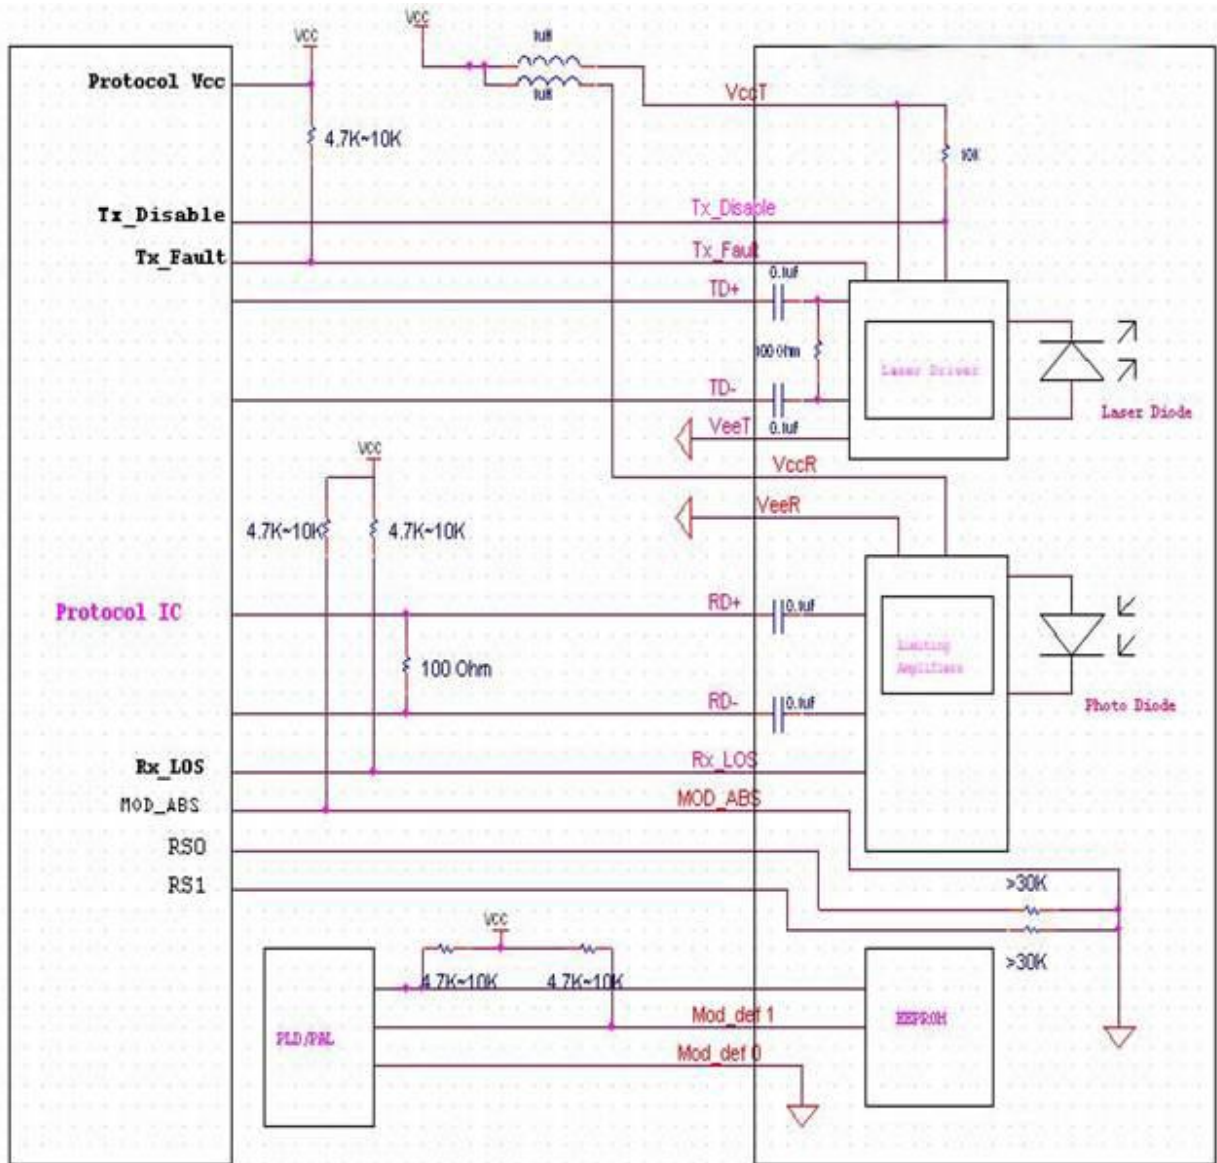 Vcc
Vcc
1uH
1uH
Protocol Vcc
VccT
4.7K~10K
10K
Tx_Disable
Tx_Disable
Tx_Fault
Tx_Fault
0.1uf
TD+
100 Ohm
Laser Driver
TD-
Laser Diode
VeeT
0.1uf
Vcc
VccR
VeeR
4.7K~10K
4.7K~10K
Protocol IC
RD+
0.1uf
Limiting
Amplifiers
100 Ohm
RD-
0.1uf
Photo Diode
Rx_LOS
Rx_LOS
MOD_ABS
MOD_ABS
RS0
RS1
>30K
Vcc
>30K
4.7K~10K
4.7K~10K
Mod_def 1
EEPROM
PLD/PAL
Mod_def 0